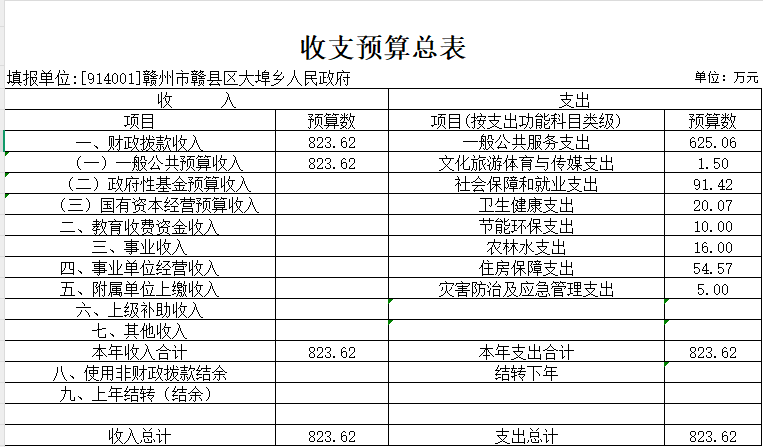 收支预算总表
填报单位:[914001]赣州市赣县区大埠乡人民政府 单位：万元
收 入 支出
项目 预算数 项目(按支出功能科目类级) 预算数
一、财政拨款收入 823.62 一般公共服务支出 625.06
（一）一般公共预算收入 823.62 文化旅游体育与传媒支出 1.50
（二）政府性基金预算收入 社会保障和就业支出 91.42
（三）国有资本经营预算收入 卫生健康支出 20.07
二、教育收费资金收入 节能环保支出 10.00
三、事业收入 农林水支出 16.00
四、事业单位经营收入 住房保障支出 54.57
五、附属单位上缴收入 灾害防治及应急管理支出 5.00
六、上级补助收入
七、其他收入
本年收入合计 823.62 本年支出合计 823.62
八、使用非财政拨款结余 结转下年
九、上年结转（结余）
收入总计 823.62 支出总计 823.62